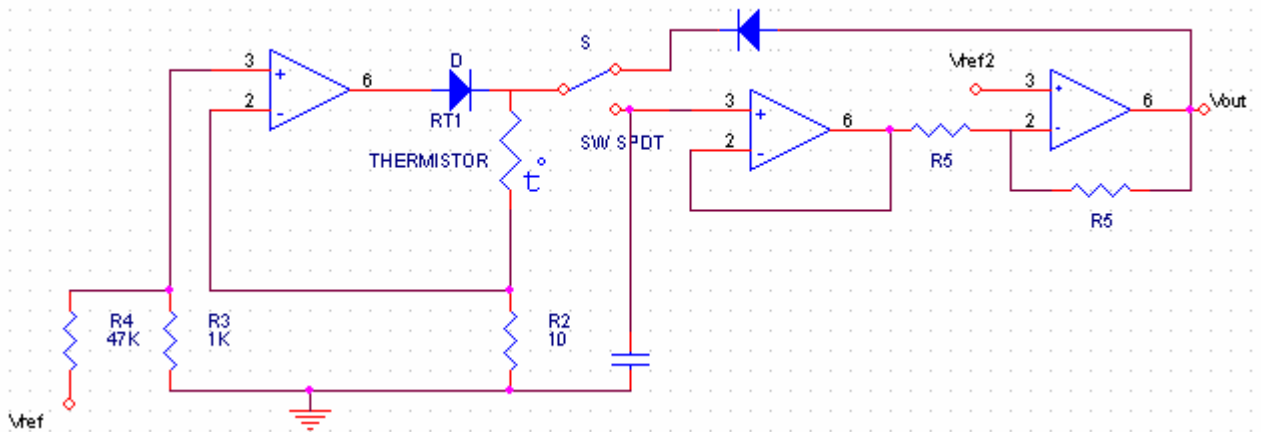 S
D
3
+
6
2
-
RT1
THERMISTOR
t°
SW SPDT
3
+
6
2
-
R5
Vref2
3
+
6
2
-
Vout
R5
R4
47K
R3
1K
R2
10
Vref